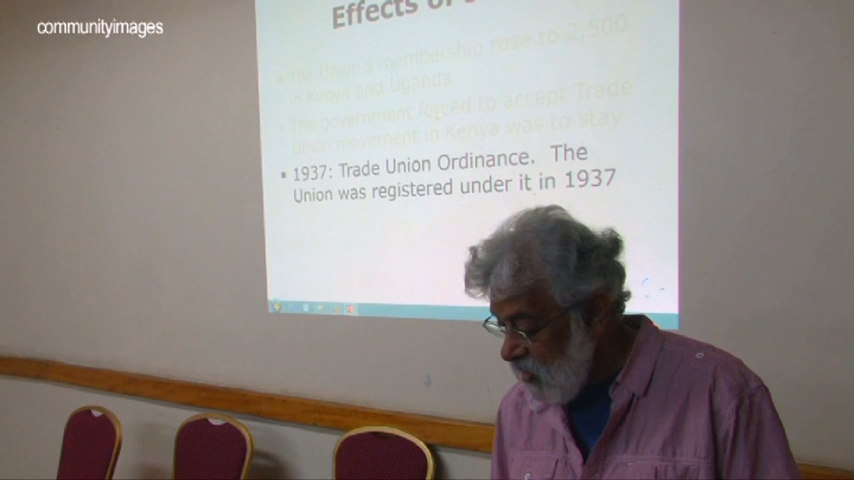 communityimages
Effects of
The Union's membership rose to 2,500
in Kenya and Uganda
The government forced to accept Trade
Union movement in Kenya was to stay
1937: Trade Union Ordinance. The
Union was registered under it in 1937